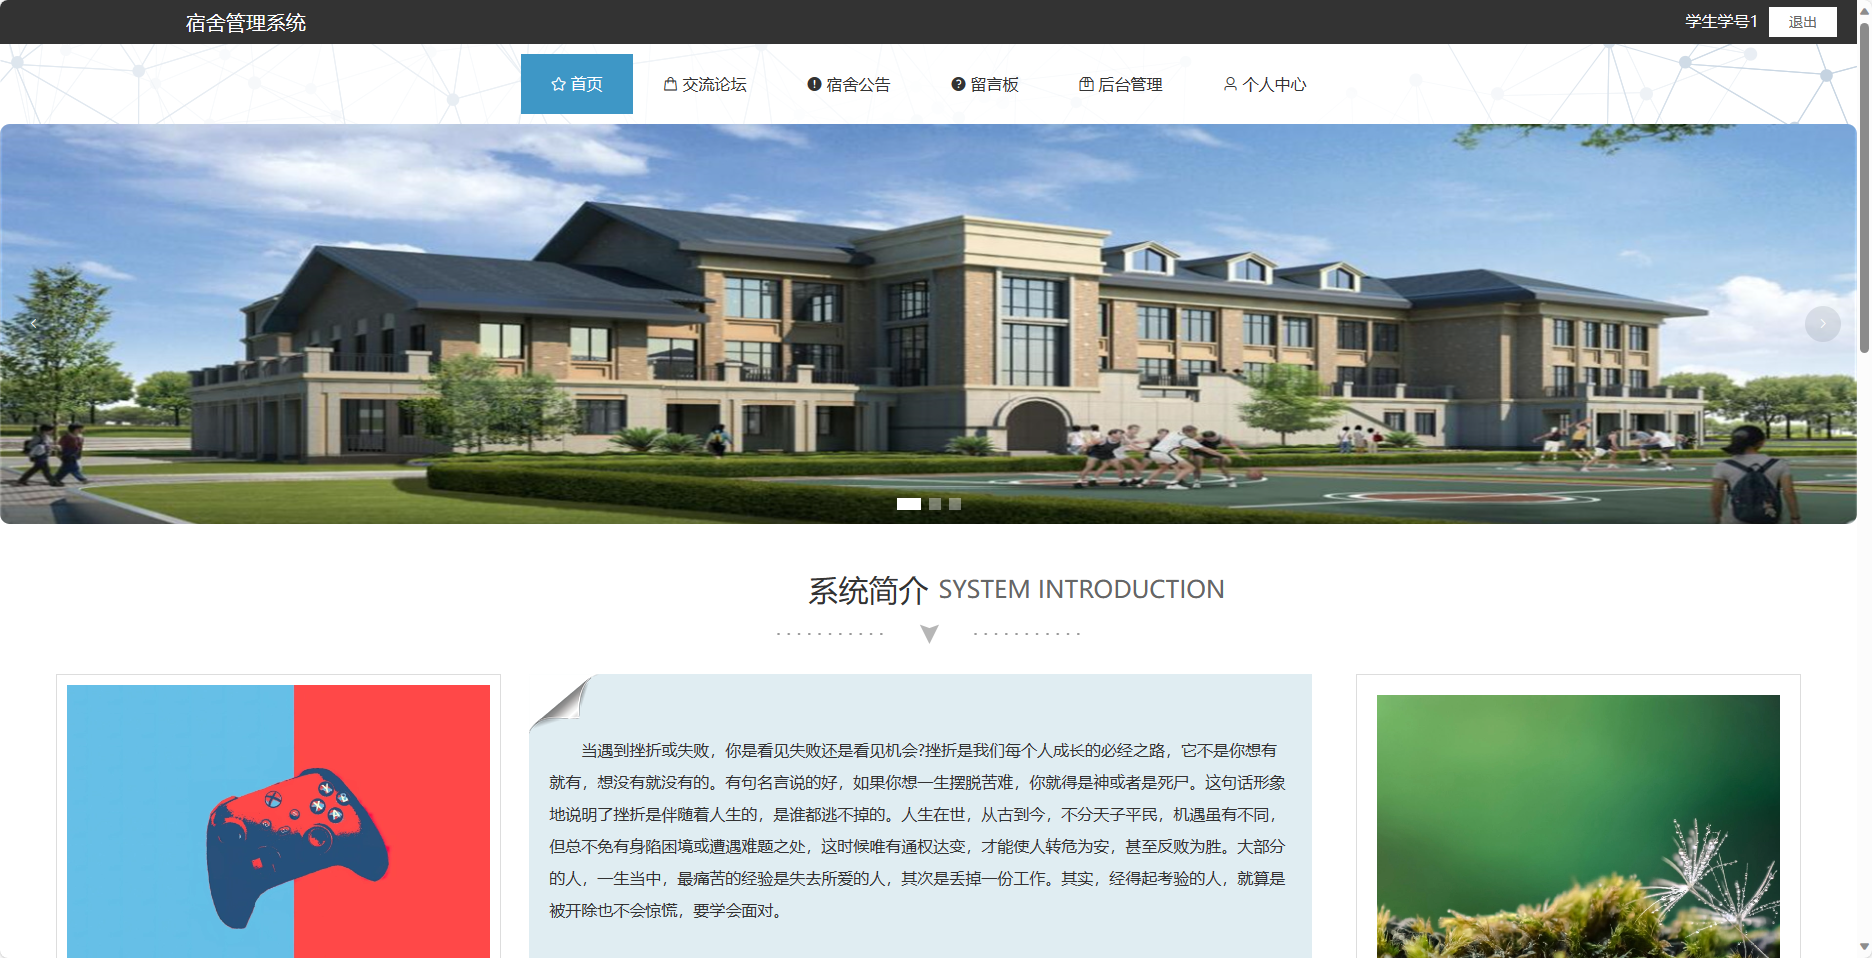 宿舍管理系统
学生学号1 退出
首页 交流论坛 宿舍公告 留言板 后台管理 个人中心
系统简介 SYSTEM INTRODUCTION
当遇到挫折或失败，你是看见失败还是看见机会?挫折是我们每个人成长的必经之路，它不是你想有
就有，想没有就没有的。有句名言说的好，如果你想一生摆脱苦难，你就得是神或者是死尸。这句话形象
地说明了挫折是伴随着人生的，是谁都逃不掉的。人生在世，从古到今，不分天子平民，机遇虽有不同，
但总不免有身陷困境或遭遇难题之处，这时候唯有通权达变，才能使人转危为安，甚至反败为胜。大部分
的人，一生当中，最痛苦的经验是失去所爱的人，其次是丢掉一份工作。其实，经得起考验的人，就算是
被开除也不会惊慌，要学会面对。